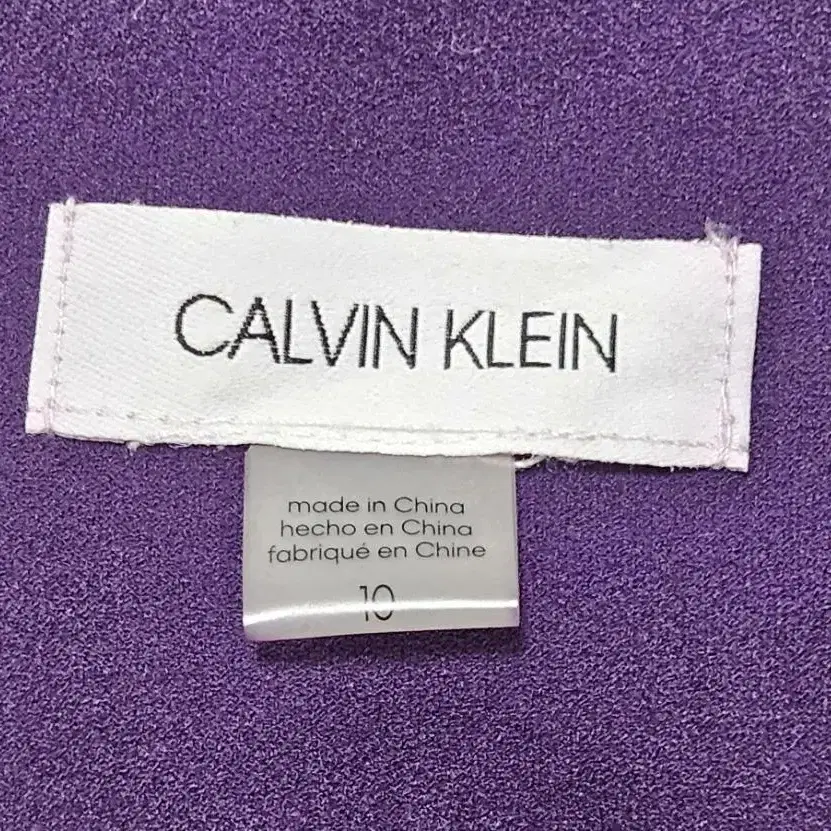 CALVIN KLEIN
made in China
hecho en China
fabriqué en Chine
10